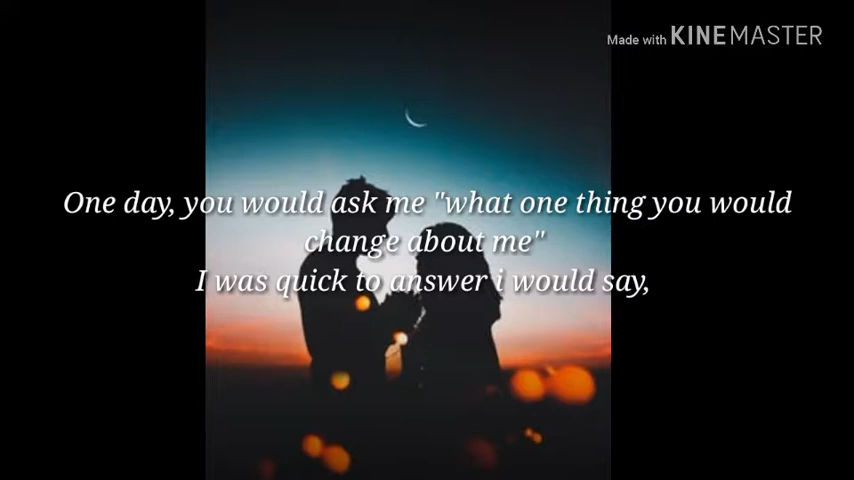 Made with KINEMASTER
One day, you would ask me "what one thing you would
change about me"
I was quick to answer i would say,